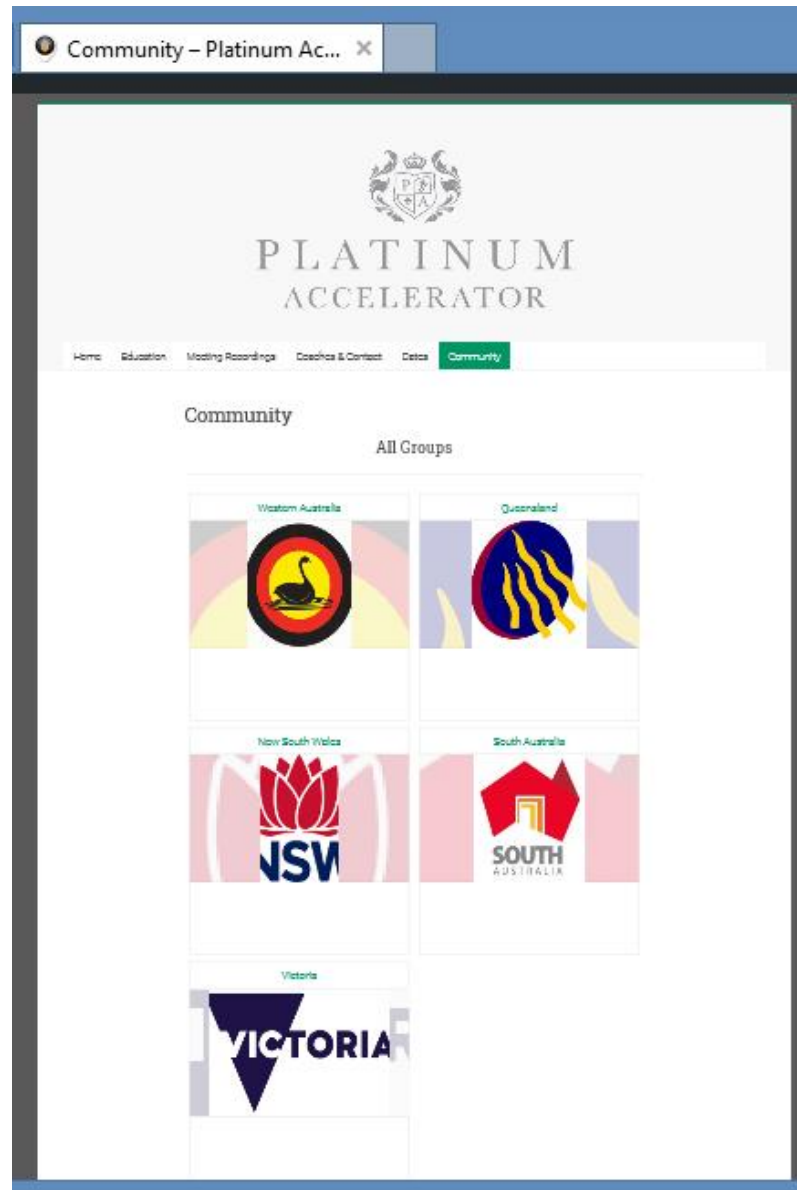 Community – Platinum Ac... ×
P A
PLATINUM
ACCELERATOR
Home Education Meeting Recordings Coaches & Contact Dates Community
Community
All Groups
Western Australia Queensland
New South Wales South Australia
NSW SOUTH
AUSTRALIA
Victoria
VICTORIA